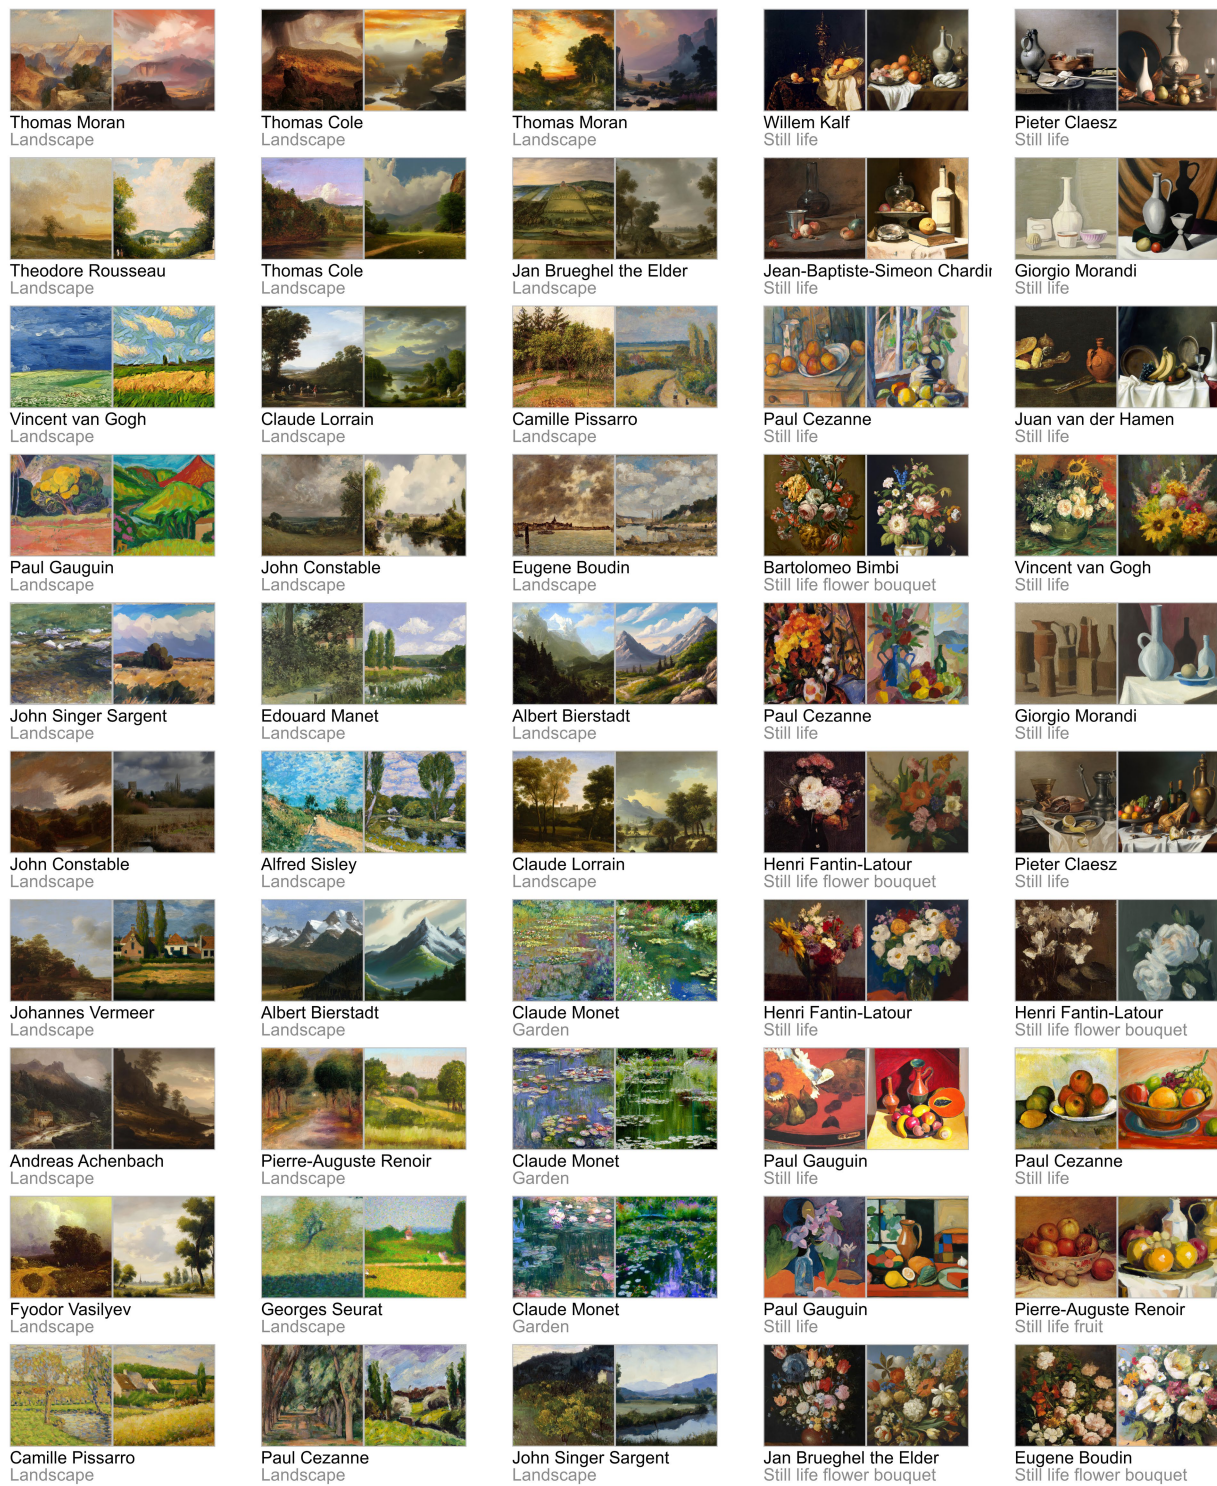 Thomas Moran
Landscape
Thomas Cole
Landscape
Thomas Moran
Landscape
Willem Kalf
Still life
Pieter Claesz
Still life
Theodore Rousseau
Landscape
Thomas Cole
Landscape
Jan Brueghel the Elder
Landscape
Jean-Baptiste-Simeon Chardin
Still life
Giorgio Morandi
Still life
Vincent van Gogh
Landscape
Claude Lorrain
Landscape
Camille Pissarro
Landscape
Paul Cezanne
Still life
Juan van der Hamen
Still life
Paul Gauguin
Landscape
John Constable
Landscape
Eugene Boudin
Landscape
Bartolomeo Bimbi
Still life flower bouquet
Vincent van Gogh
Still life
John Singer Sargent
Landscape
Edouard Manet
Landscape
Albert Bierstadt
Landscape
Paul Cezanne
Still life
Giorgio Morandi
Still life
John Constable
Landscape
Alfred Sisley
Landscape
Claude Lorrain
Landscape
Henri Fantin-Latour
Still life flower bouquet
Pieter Claesz
Still life
Johannes Vermeer
Landscape
Albert Bierstadt
Landscape
Claude Monet
Garden
Henri Fantin-Latour
Still life
Henri Fantin-Latour
Still life flower bouquet
Andreas Achenbach
Landscape
Pierre-Auguste Renoir
Landscape
Claude Monet
Garden
Paul Gauguin
Still life
Paul Cezanne
Still life
Fyodor Vasilyev
Landscape
Georges Seurat
Landscape
Claude Monet
Garden
Paul Gauguin
Still life
Pierre-Auguste Renoir
Still life fruit
Camille Pissarro
Landscape
Paul Cezanne
Landscape
John Singer Sargent
Landscape
Jan Brueghel the Elder
Still life flower bouquet
Eugene Boudin
Still life flower bouquet